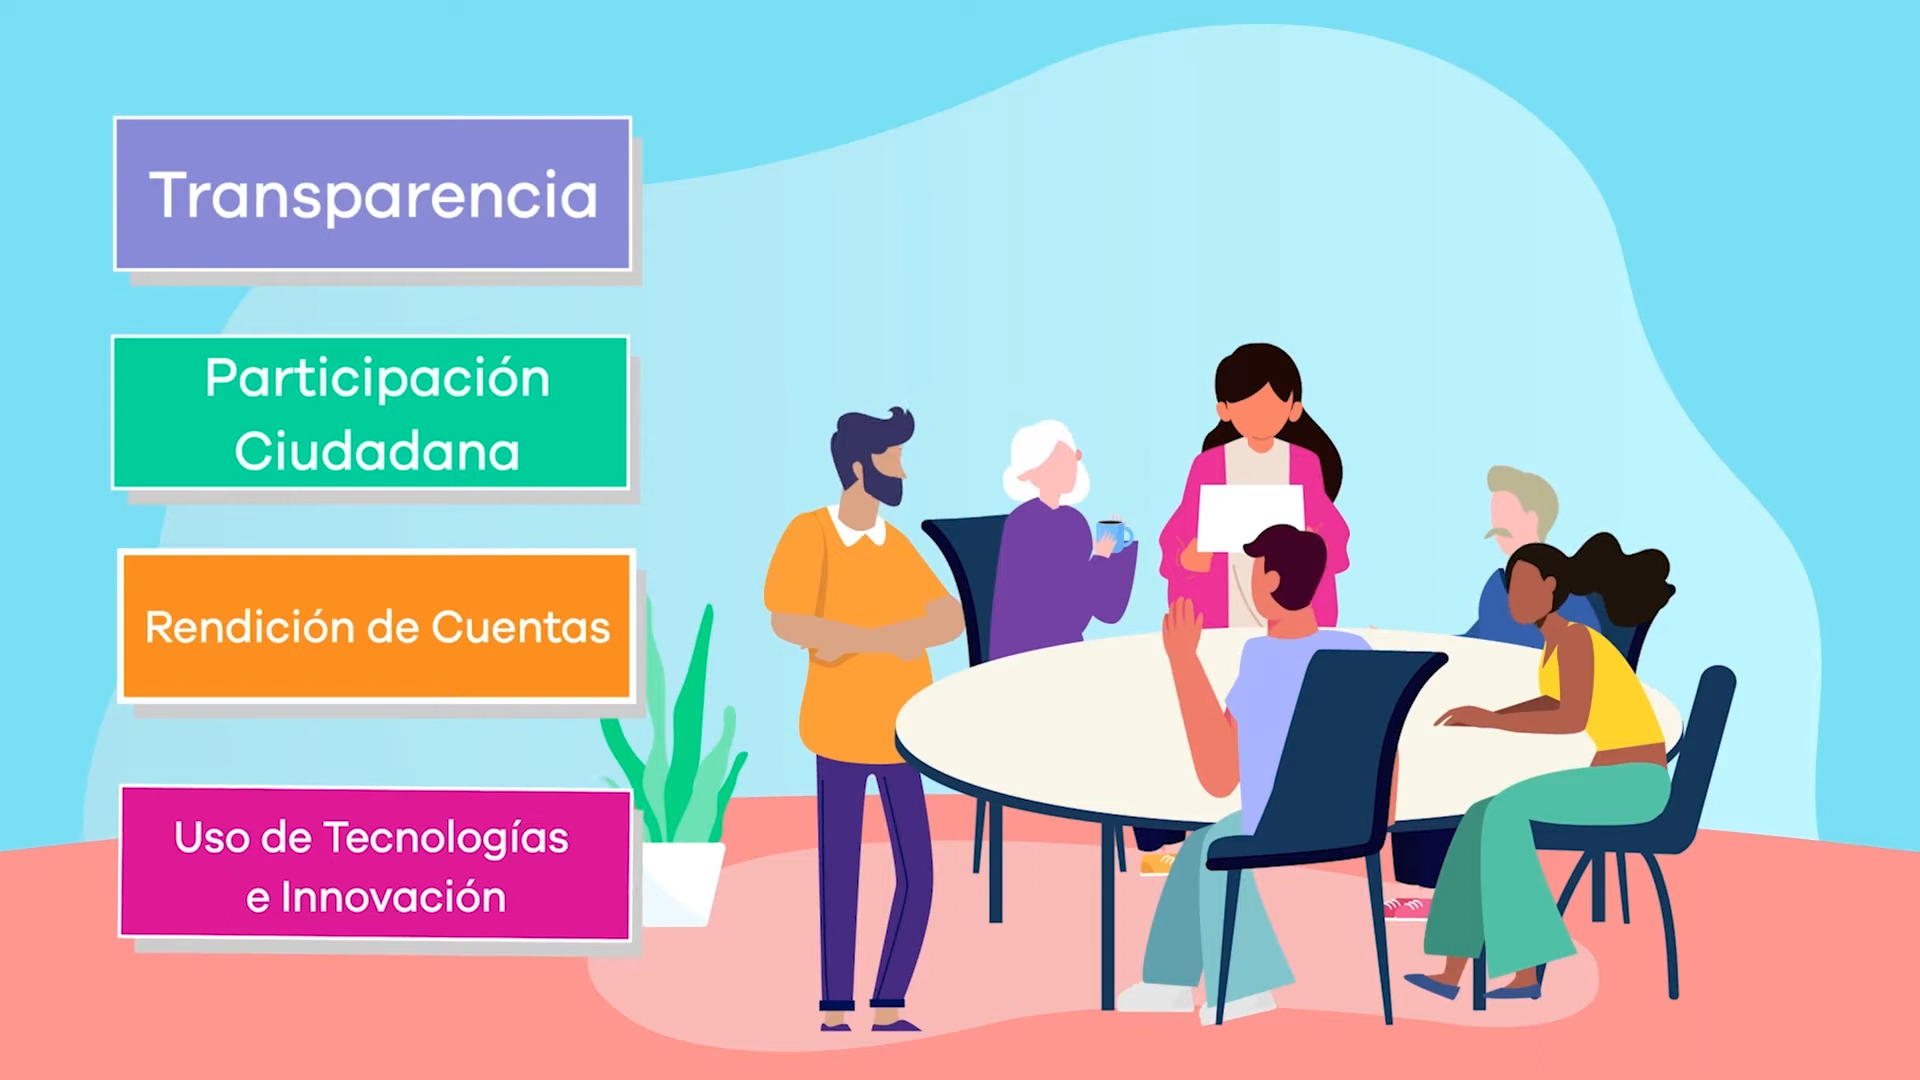 Transparencia
Participación
Ciudadana
Rendición de Cuentas
Uso de Tecnologías
e Innovación